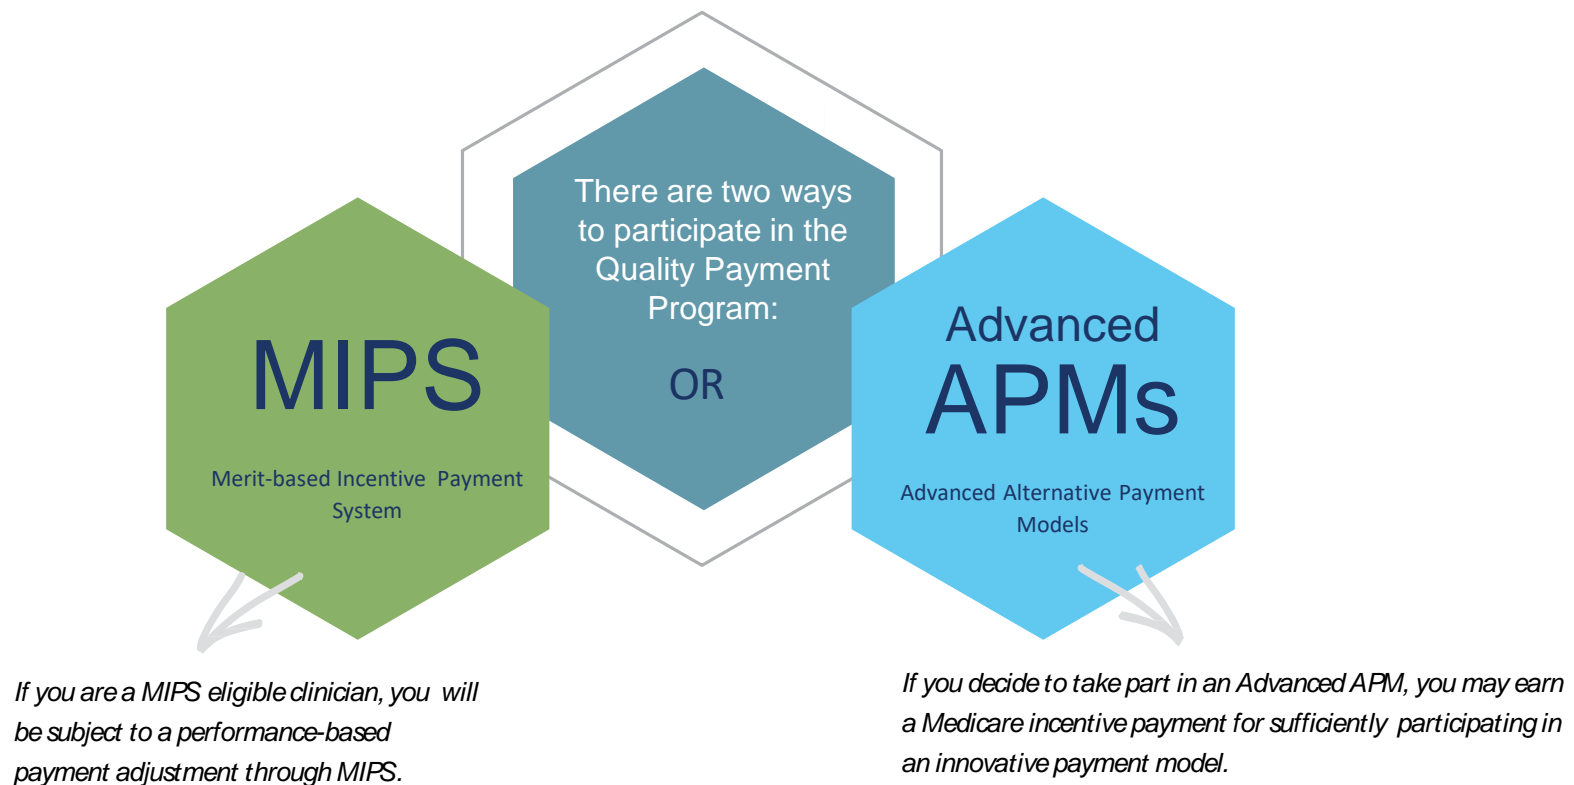 There are two ways
to participate in the
Quality Payment
Program:
OR
MIPS
Merit-based Incentive Payment
System
Advanced
APMs
Advanced Alternative Payment
Models
If you are a MIPS eligible clinician, you will
be subject to a performance-based
payment adjustment through MIPS.
If you decide to take part in an Advanced APM, you may earn
a Medicare incentive payment for sufficiently participating in
an innovative payment model.